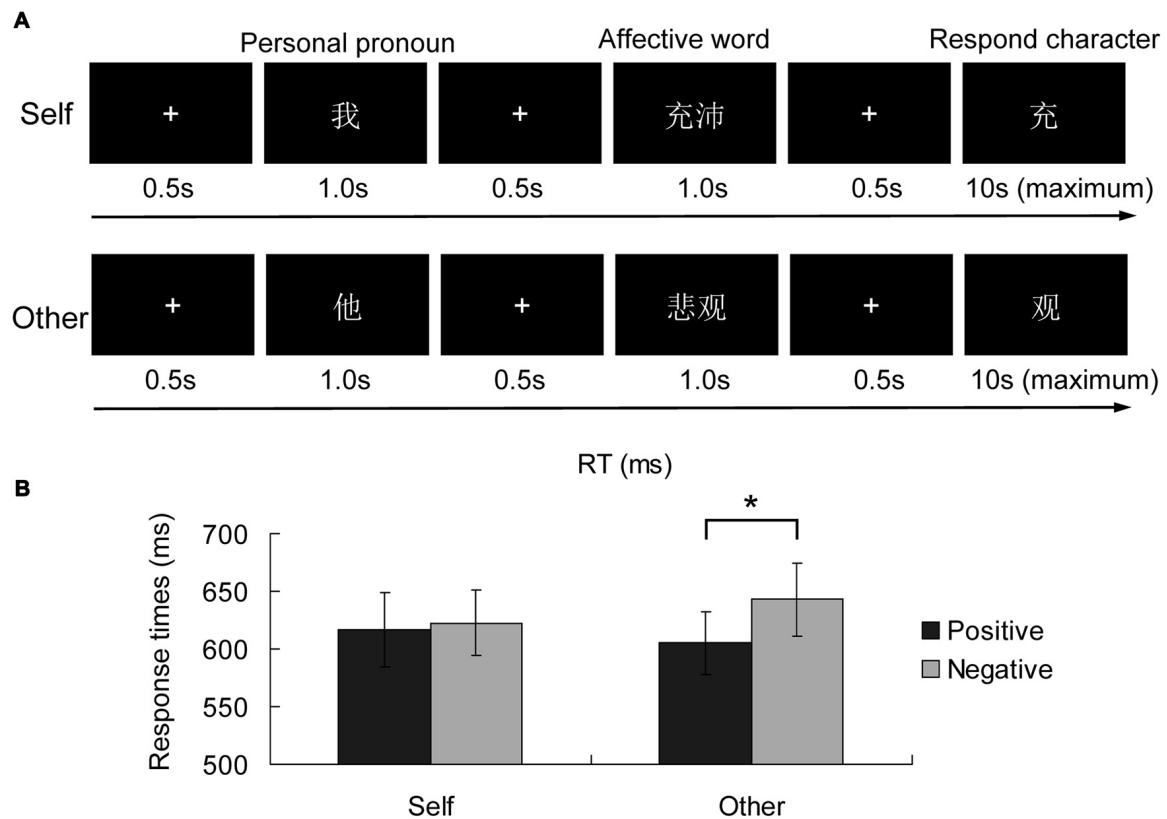 A
Personal pronoun Affective word Respond character
Self + 我 + 充沛 + 充
0.5s 1.0s 0.5s 1.0s 0.5s 10s (maximum)
Other + 他 + 悲观 + 观
0.5s 1.0s 0.5s 1.0s 0.5s 10s (maximum)
RT (ms)
B
Response times (ms)
700
650
600
550
500
*
Self Other
Positive
Negative